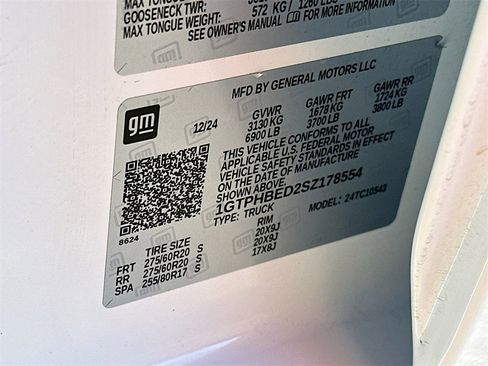 MAX TONGUE
GOOSENECK TWR:
MAX TONGUE WEIGHT: 572 KG / 1260 LBS
SEE OWNER'S MANUAL FOR MORE INFORMATION
MFD BY GENERAL MOTORS LLC
gm
12/24
GVWR GAWR FRT GAWR RR
3130 KG 1678 KG 1724 KG
6900 LB 3700 LB 3800 LB
THIS VEHICLE CONFORMS TO ALL
APPLICABLE U.S. FEDERAL MOTOR
VEHICLE SAFETY STANDARDS IN EFFECT
ON THE DATE OF MANUFACTURE
SHOWN ABOVE.
1GTPHBED2SZ178554
TYPE: TRUCK MODEL: 24TC10543
8624
TIRE SIZE RIM
FRT 275/60R20 S 20X9J
RR 275/60R20 S 20X9J
SPA 255/80R17 S 17X8J